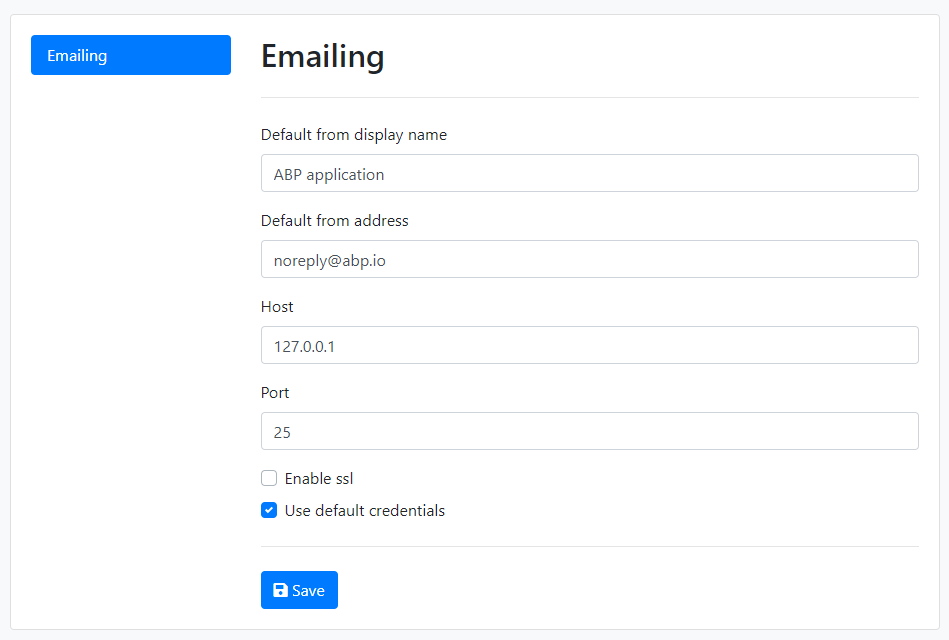 Emailing
Emailing
Default from display name
ABP application
Default from address
noreply@abp.io
Host
127.0.0.1
Port
25
Enable ssl
Use default credentials
Save